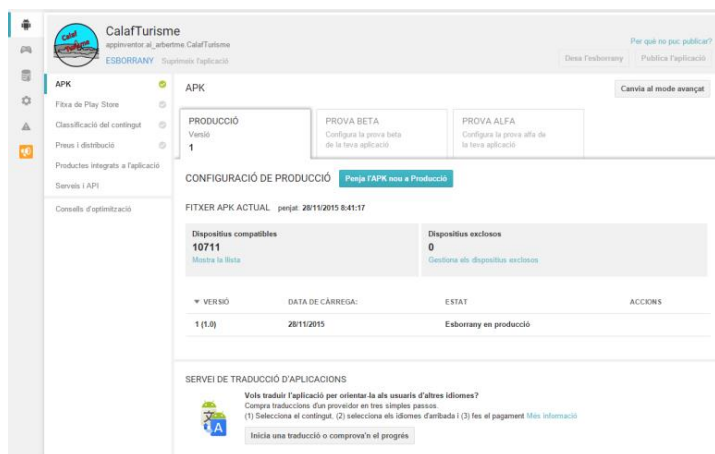 CalafTurisme
appinventor.ai_arbertme.CalafTurisme
ESBORRANY Suprimeix l'aplicació
Per què no puc publicar?
Desa l'esborrany Publica l'aplicació
APK
Fitxa de Play Store
Classificació del contingut
Preus i distribució
Productes integrats a l'aplicació
Serveis i API
Consells d'optimització
APK
Canvia al mode avançat
PRODUCCIÓ
Versió
1
PROVA BETA
Configura la prova beta
de la teva aplicació
PROVA ALFA
Configura la prova alfa de
la teva aplicació
CONFIGURACIÓ DE PRODUCCIÓ Penja l'APK nou a Producció
FITXER APK ACTUAL penjat: 28/11/2015 8:41:17
Dispositius compatibles
10711
Mostra la llista
Dispositius exclosos
0
Gestiona els dispositius exclosos
VERSIÓ DATA DE CÀRREGA: ESTAT ACCIONS
1 (1.0) 28/11/2015 Esborrany en producció
SERVEI DE TRADUCCIÓ D'APLICACIONS
Vols traduir l'aplicació per orientar-la als usuaris d'altres idiomes?
Compra traduccions d'un proveïdor en tres simples passos.
(1) Selecciona el contingut, (2) selecciona els idiomes d'arribada i (3) fes el pagament Més informació
Inicia una traducció o comprova'n el progrés